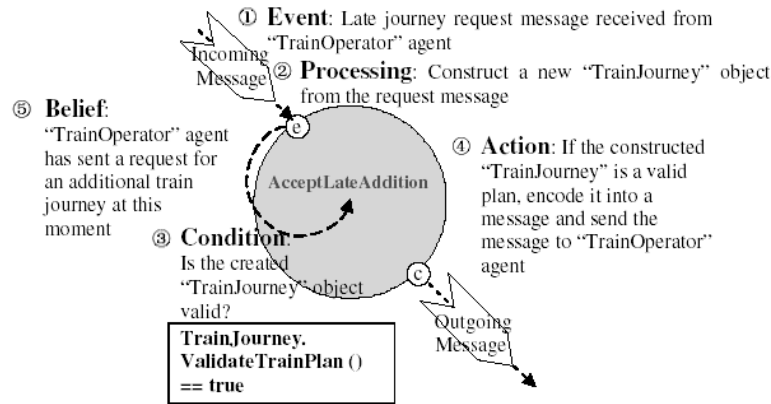 ① Event: Late journey request message received from
"TrainOperator" agent
Incoming
Message
② Processing: Construct a new "TrainJourney" object
from the request message
⑤ Belief:
"TrainOperator" agent
has sent a request for
an additional train
journey at this
moment
e
AcceptLateAddition
④ Action: If the constructed
"TrainJourney" is a valid
plan, encode it into a
message and send the
message to "TrainOperator"
agent
③ Condition:
Is the created
"TrainJourney" object
valid?
c
Outgoing
Message
TrainJourney.
ValidateTrainPlan ()
== true